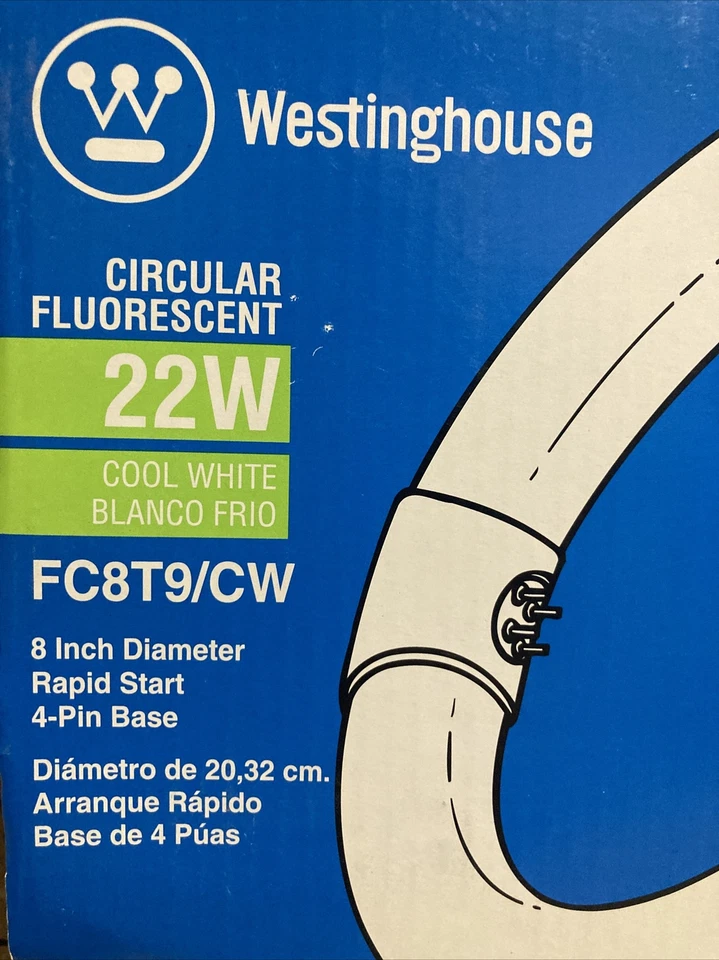 Westinghouse
CIRCULAR
FLUORESCENT
22W
COOL WHITE
BLANCO FRIO
FC8T9/CW
8 Inch Diameter
Rapid Start
4-Pin Base
Diámetro de 20,32 cm.
Arranque Rápido
Base de 4 Púas